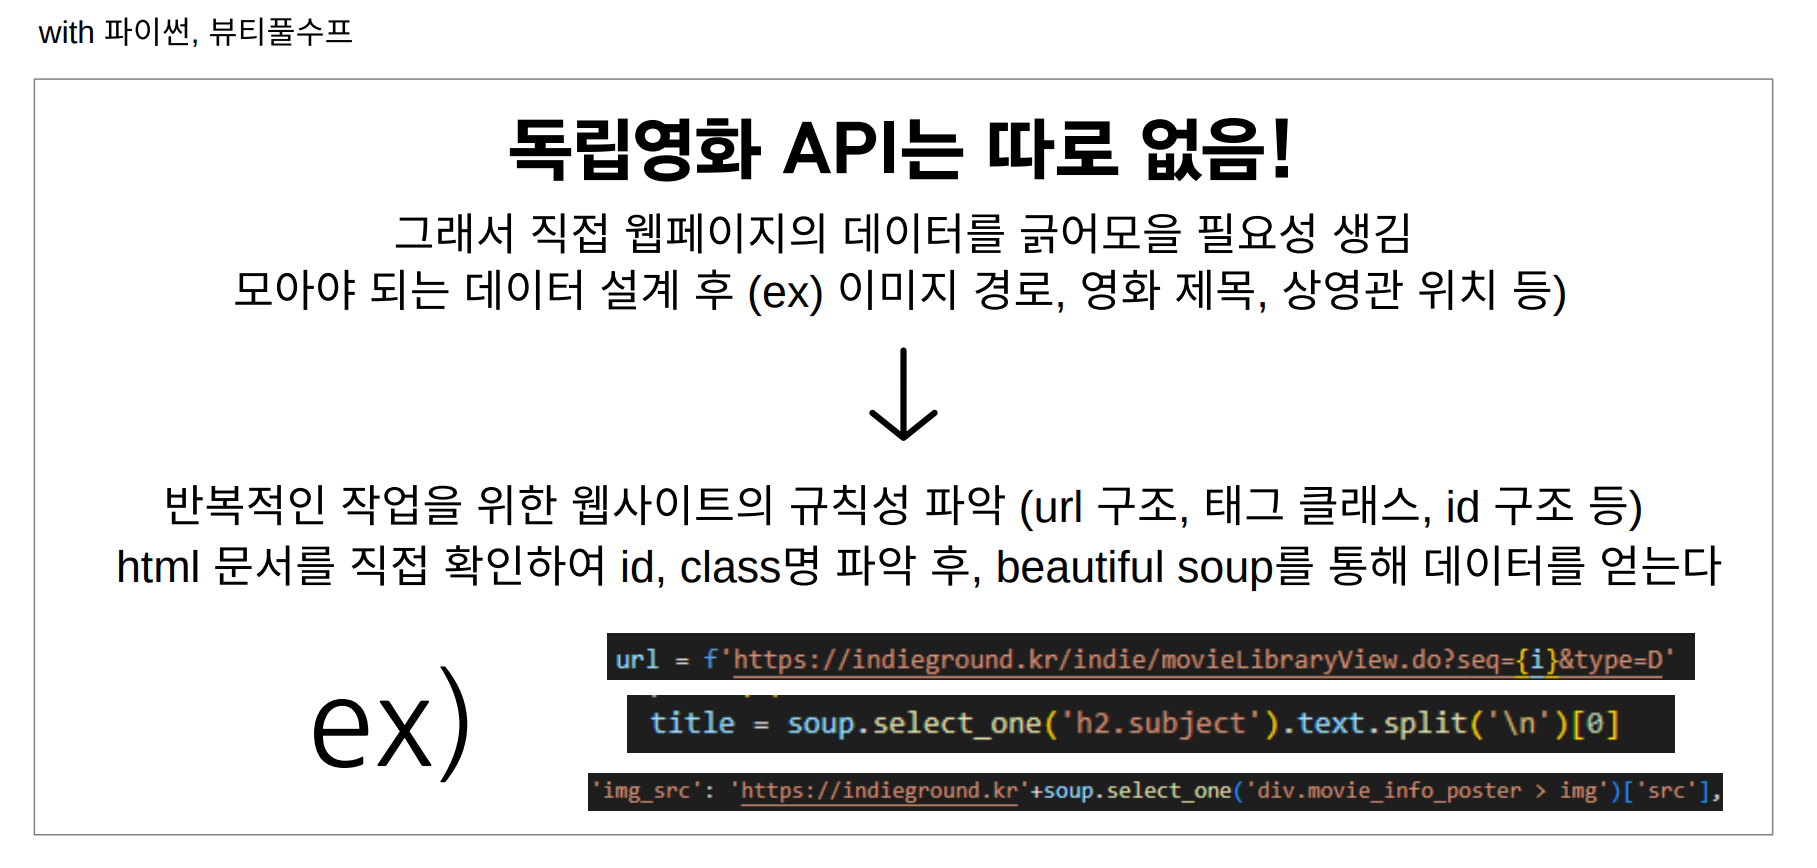 with 파이썬, 뷰티풀수프
독립영화 API는 따로 없음!
그래서 직접 웹페이지의 데이터를 긁어모을 필요성 생김
모아야 되는 데이터 설계 후 (ex) 이미지 경로, 영화 제목, 상영관 위치 등)
반복적인 작업을 위한 웹사이트의 규칙성 파악 (url 구조, 태그 클래스, id 구조 등)
html 문서를 직접 확인하여 id, class명 파악 후, beautiful soup를 통해 데이터를 얻는다
ex)
url = f'https://indieground.kr/indie/movieLibraryView.do?seq={i}&type=D'
title = soup.select_one('h2.subject').text.split('\n')[0]
'img_src': 'https://indieground.kr'+soup.select_one('div.movie_info_poster > img')['src'],